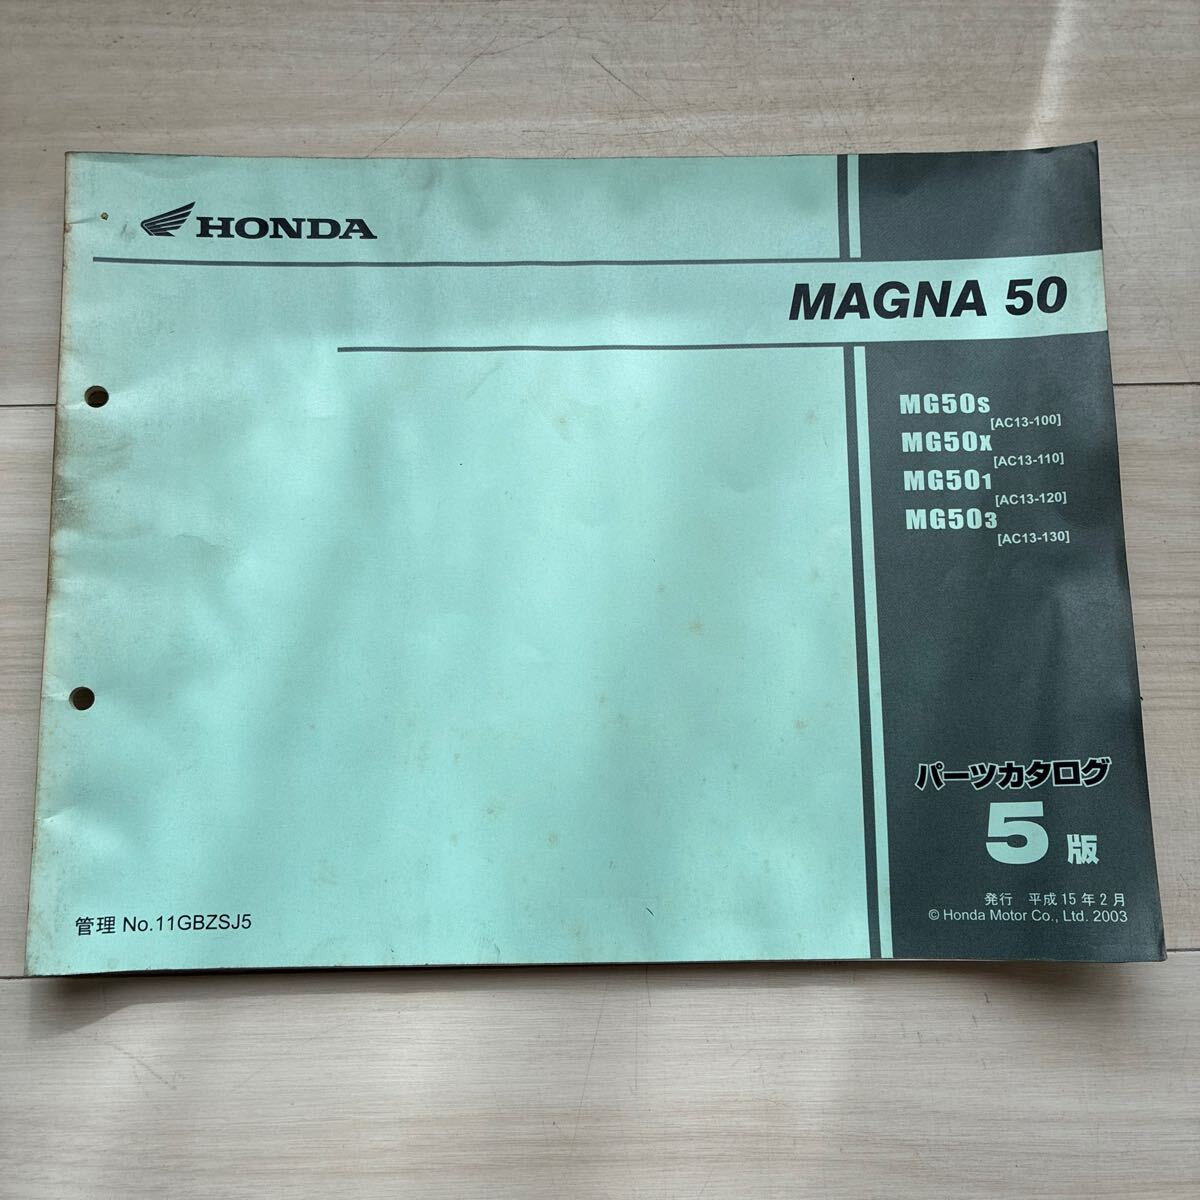 HONDA
MAGNA 50
MG50S
[AC13-100]
MG50X
[AC13-110]
MG501
[AC13-120]
MG503
[AC13-130]
パーツカタログ
5版
発行 平成15年2月
© Honda Motor Co., Ltd. 2003
管理 No.11GBZSJ5